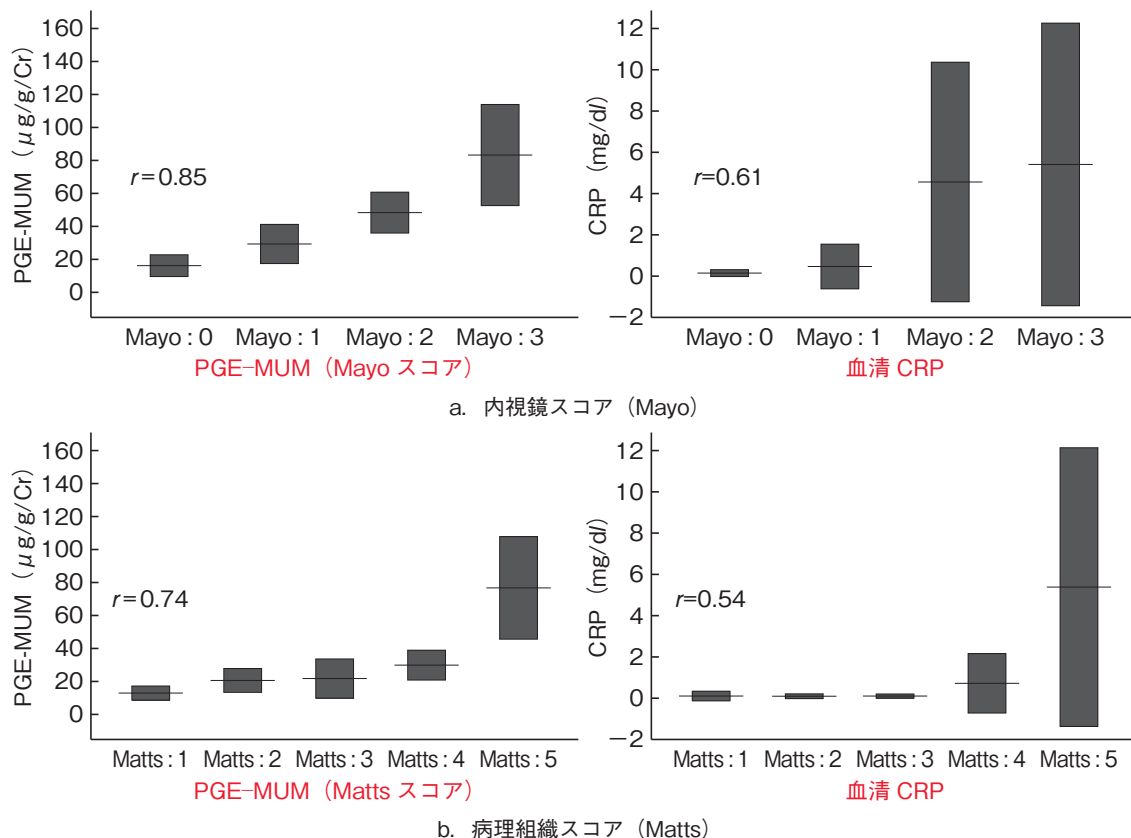 160
140
120
100
80
60
40
20
0
PGE-MUM（μg/g/Cr）
r=0.85
Mayo : 0 Mayo : 1 Mayo : 2 Mayo : 3
PGE-MUM（Mayo スコア）
12
10
8
6
4
2
0
−2
CRP（mg/dl）
r=0.61
Mayo : 0 Mayo : 1 Mayo : 2 Mayo : 3
血清 CRP
a. 内視鏡スコア（Mayo）
160
140
120
100
80
60
40
20
0
PGE-MUM（μg/g/Cr）
r=0.74
Matts : 1 Matts : 2 Matts : 3 Matts : 4 Matts : 5
PGE-MUM（Matts スコア）
12
10
8
6
4
2
0
−2
CRP（mg/dl）
r=0.54
Matts : 1 Matts : 2 Matts : 3 Matts : 4 Matts : 5
血清 CRP
b. 病理組織スコア（Matts）